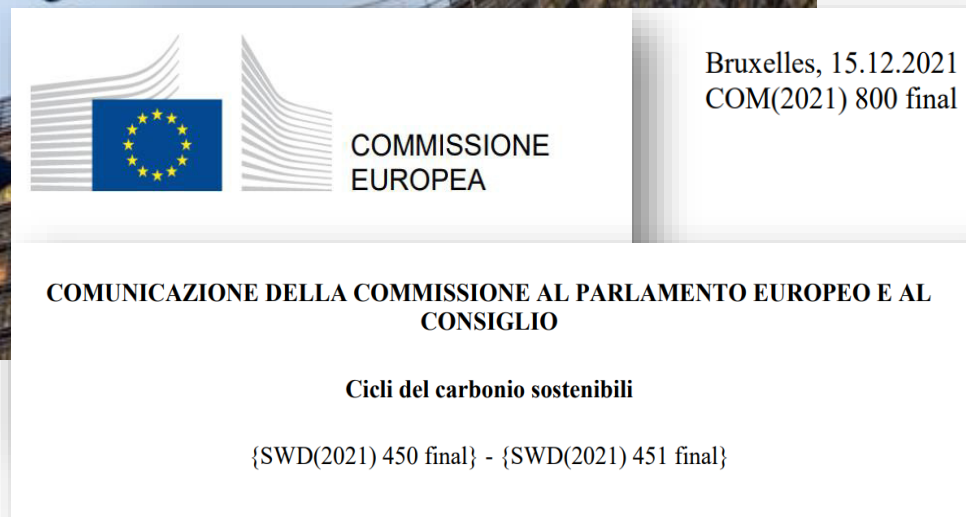 COMMISSIONE
EUROPEA
Bruxelles, 15.12.2021
COM(2021) 800 final
COMUNICAZIONE DELLA COMMISSIONE AL PARLAMENTO EUROPEO E AL
CONSIGLIO
Cicli del carbonio sostenibili
{SWD(2021) 450 final} - {SWD(2021) 451 final}